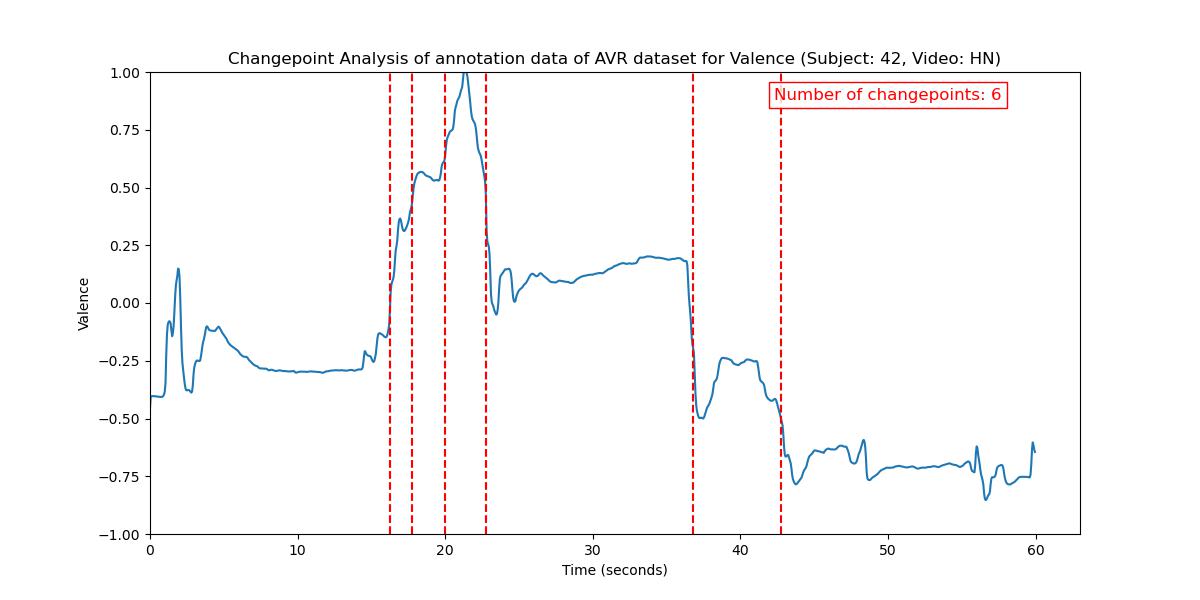 Changepoint Analysis of annotation data of AVR dataset for Valence (Subject: 42, Video: HN)
Number of changepoints: 6
1.00
0.75
0.50
0.25
0.00
−0.25
−0.50
−0.75
−1.00
Valence
0 10 20 30 40 50 60
Time (seconds)